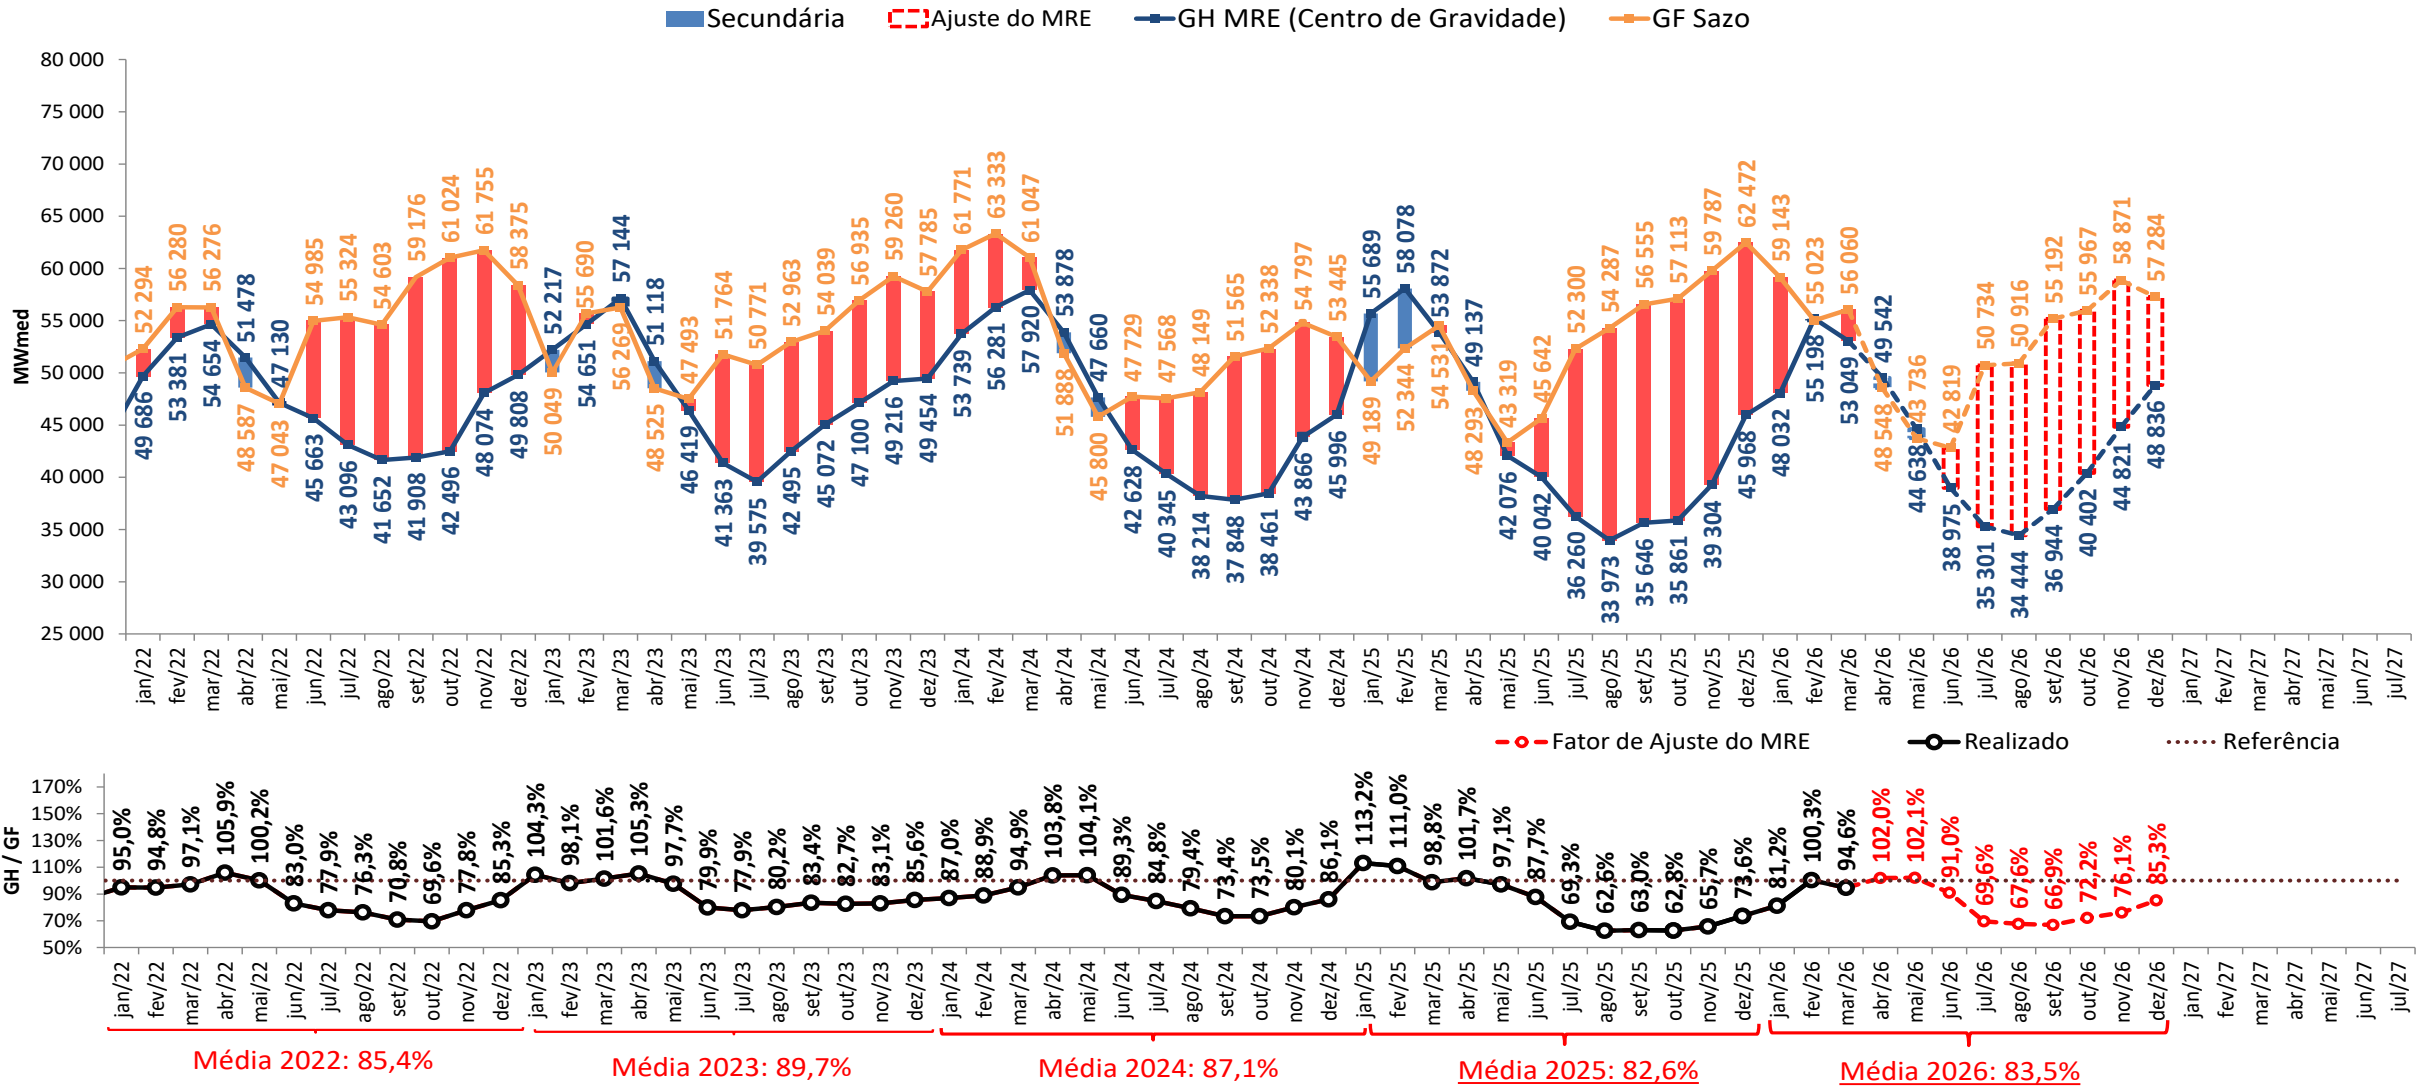 Secundária Ajuste do MRE GH MRE (Centro de Gravidade) GF Sazo
MWmed
80 000
75 000
70 000
65 000
60 000
55 000
50 000
45 000
40 000
35 000
30 000
25 000
52 294 56 280 56 276 48 587 47 043 54 985 55 324 54 603 59 176 61 024 61 755 58 375 50 049 55 690 56 269 48 525 47 493 51 764 50 771 52 963 54 039 56 935 59 260 57 785 61 771 63 333 61 047 51 888 45 800 47 729 47 568 48 149 51 565 52 338 54 797 53 445 49 189 52 344 54 531 48 293 43 319 45 642 52 300 54 287 56 555 57 113 59 787 62 472 59 143 55 023 56 060 48 548 43 736 42 819 50 734 50 916 55 192 55 967 58 871 57 284
49 686 53 381 54 654 51 478 47 130 45 663 43 096 41 652 41 908 42 496 48 074 49 808 52 217 54 651 57 144 51 118 46 419 41 363 39 575 42 495 45 072 47 100 49 216 49 454 53 739 56 281 57 920 53 878 47 660 42 628 40 345 38 214 37 848 38 461 43 866 45 996 55 689 58 078 53 872 49 137 42 076 40 042 36 260 33 973 35 646 35 861 39 304 45 968 48 032 55 198 53 049 49 542 44 638 38 975 35 301 34 444 36 944 40 402 44 821 48 836
jan/22 fev/22 mar/22 abr/22 mai/22 jun/22 jul/22 ago/22 set/22 out/22 nov/22 dez/22 jan/23 fev/23 mar/23 abr/23 mai/23 jun/23 jul/23 ago/23 set/23 out/23 nov/23 dez/23 jan/24 fev/24 mar/24 abr/24 mai/24 jun/24 jul/24 ago/24 set/24 out/24 nov/24 dez/24 jan/25 fev/25 mar/25 abr/25 mai/25 jun/25 jul/25 ago/25 set/25 out/25 nov/25 dez/25 jan/26 fev/26 mar/26 abr/26 mai/26 jun/26 jul/26 ago/26 set/26 out/26 nov/26 dez/26 jan/27 fev/27 mar/27 abr/27 mai/27 jun/27 jul/27
Fator de Ajuste do MRE Realizado Referência
GH / GF
170%
150%
130%
110%
90%
70%
50%
95,0% 94,8% 97,1% 105,9% 100,2% 83,0% 77,9% 76,3% 70,8% 69,6% 77,8% 85,3% 104,3% 98,1% 101,6% 105,3% 97,7% 79,9% 77,9% 80,2% 83,4% 82,7% 83,1% 85,6% 87,0% 88,9% 94,9% 103,8% 104,1% 89,3% 84,8% 79,4% 73,4% 73,5% 80,1% 86,1% 113,2% 111,0% 98,8% 101,7% 97,1% 87,7% 69,3% 62,6% 63,0% 62,8% 65,7% 73,6% 81,2% 100,3% 94,6% 102,0% 102,1% 91,0% 69,6% 67,6% 66,9% 72,2% 76,1% 85,3%
jan/22 fev/22 mar/22 abr/22 mai/22 jun/22 jul/22 ago/22 set/22 out/22 nov/22 dez/22 jan/23 fev/23 mar/23 abr/23 mai/23 jun/23 jul/23 ago/23 set/23 out/23 nov/23 dez/23 jan/24 fev/24 mar/24 abr/24 mai/24 jun/24 jul/24 ago/24 set/24 out/24 nov/24 dez/24 jan/25 fev/25 mar/25 abr/25 mai/25 jun/25 jul/25 ago/25 set/25 out/25 nov/25 dez/25 jan/26 fev/26 mar/26 abr/26 mai/26 jun/26 jul/26 ago/26 set/26 out/26 nov/26 dez/26 jan/27 fev/27 mar/27 abr/27 mai/27 jun/27 jul/27
Média 2022: 85,4% Média 2023: 89,7% Média 2024: 87,1% Média 2025: 82,6% Média 2026: 83,5%